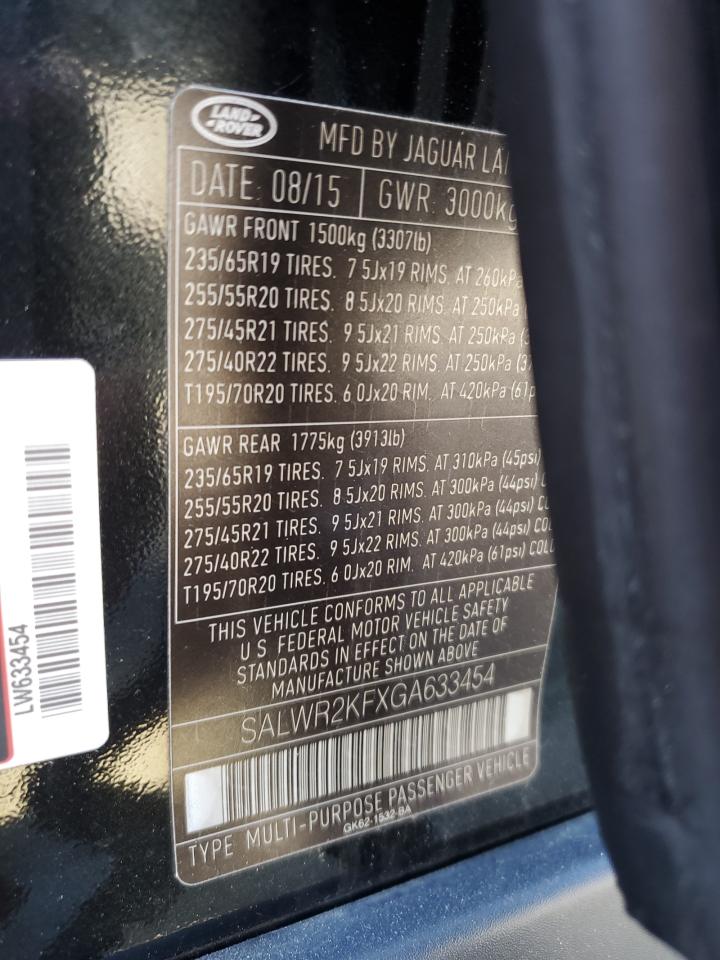 LAND
ROVER
MFD BY JAGUAR LA
DATE 08/15 GWR 3000kg
GAWR FRONT 1500kg (3307lb)
235/65R19 TIRES. 7 5Jx19 RIMS. AT 260kPa
255/55R20 TIRES. 8 5Jx20 RIMS. AT 250kPa (
275/45R21 TIRES. 9 5Jx21 RIMS. AT 250kPa (3
275/40R22 TIRES. 9 5Jx22 RIMS. AT 250kPa (37
T195/70R20 TIRES. 6 0Jx20 RIM. AT 420kPa (61p
GAWR REAR 1775kg (3913lb)
235/65R19 TIRES. 7 5Jx19 RIMS. AT 310kPa (45psi)
255/55R20 TIRES. 8 5Jx20 RIMS. AT 300kPa (44psi) C
275/45R21 TIRES. 9 5Jx21 RIMS. AT 300kPa (44psi) CO
275/40R22 TIRES. 9 5Jx22 RIMS. AT 300kPa (44psi) COL
T195/70R20 TIRES. 6 0Jx20 RIM. AT 420kPa (61psi) COL
THIS VEHICLE CONFORMS TO ALL APPLICABLE
U S FEDERAL MOTOR VEHICLE SAFETY
STANDARDS IN EFFECT ON THE DATE OF
MANUFACTURE SHOWN ABOVE
SALWR2KFXGA633454
TYPE MULTI-PURPOSE PASSENGER VEHICLE
GK62-1532-BA
LW633454